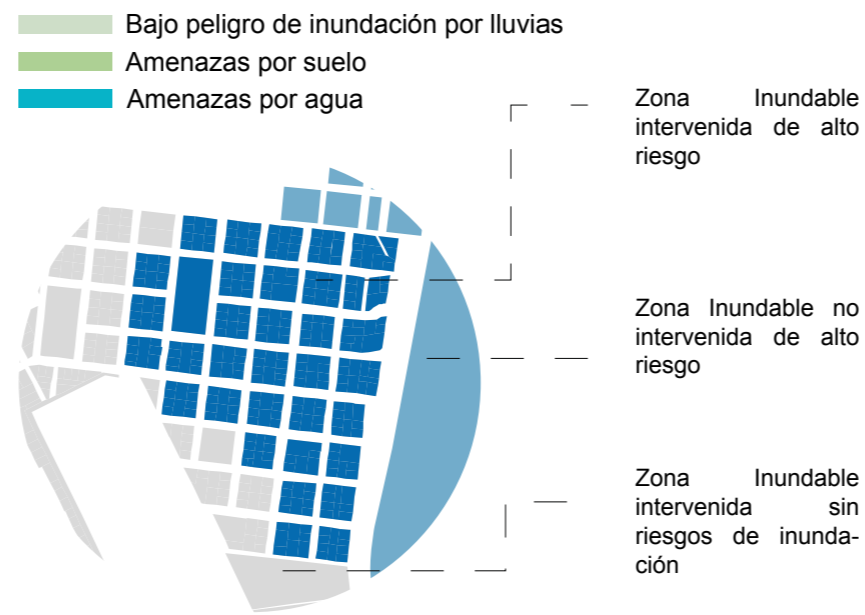 Bajo peligro de inundación por lluvias
Amenazas por suelo
Amenazas por agua
Zona Inundable
intervenida de alto
riesgo
Zona Inundable no
intervenida de alto
riesgo
Zona Inundable
intervenida sin
riesgos de inunda-
ción